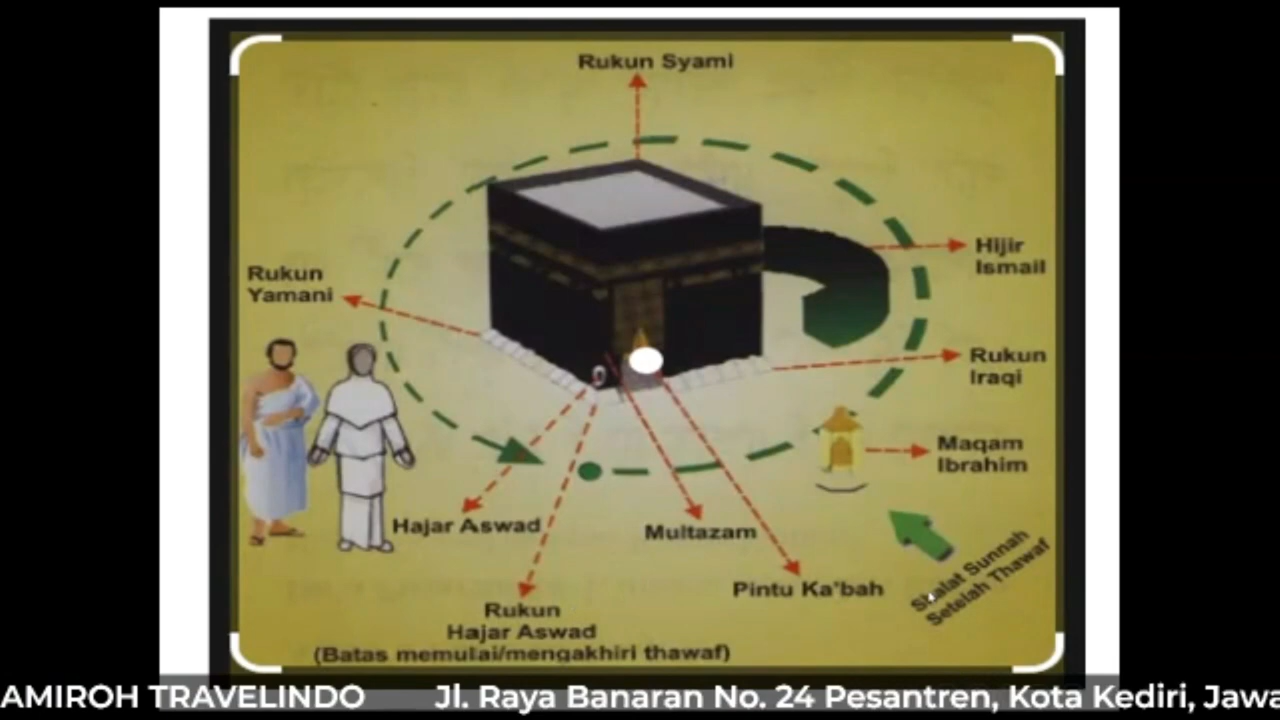 Rukun Syami
Hijir
Ismail
Rukun
Yamani
Rukun
Iraqi
Maqam
Ibrahim
Hajar Aswad
Multazam
Pintu Ka'bah
Shalat Sunnah
Setelah Thawaf
Rukun
Hajar Aswad
(Batas memulai/mengakhiri thawaf)
AMIROH TRAVELINDO Jl. Raya Banaran No. 24 Pesantren, Kota Kediri, Jawa